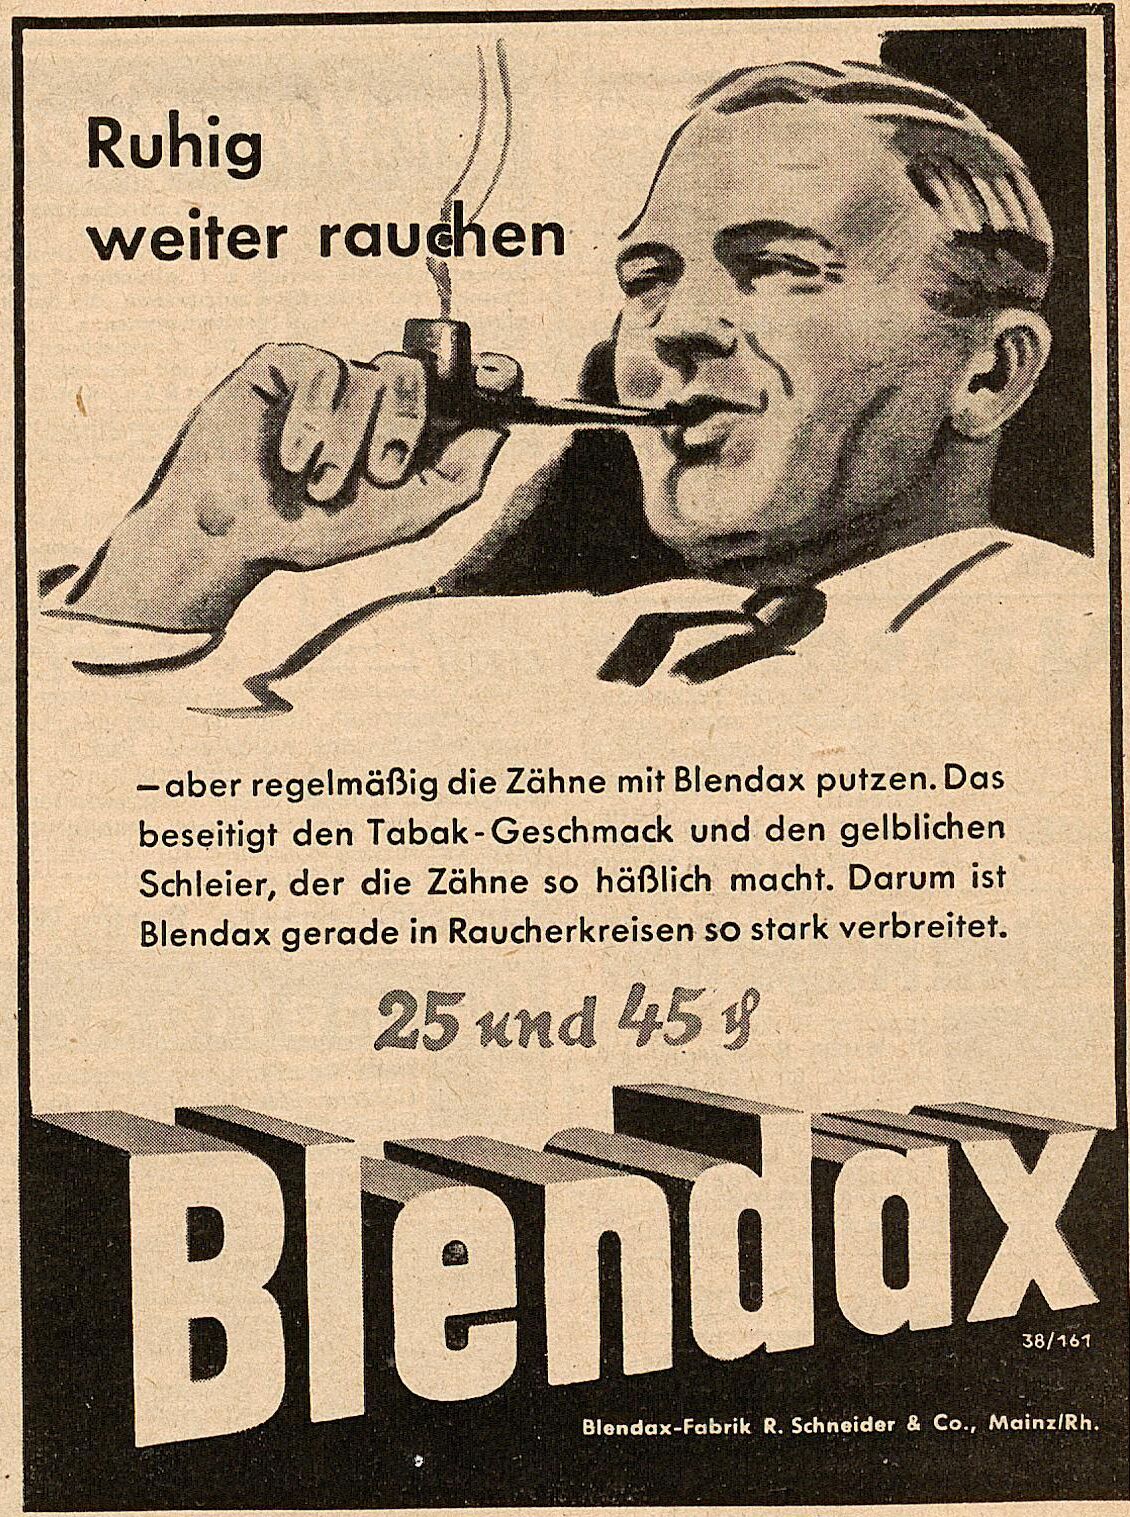 Ruhig
weiter rauchen
– aber regelmäßig die Zähne mit Blendax putzen. Das
beseitigt den Tabak-Geschmack und den gelblichen
Schleier, der die Zähne so häßlich macht. Darum ist
Blendax gerade in Raucherkreisen so stark verbreitet.
25 und 45 ₰
Blendax
38/161
Blendax-Fabrik R. Schneider & Co., Mainz/Rh.